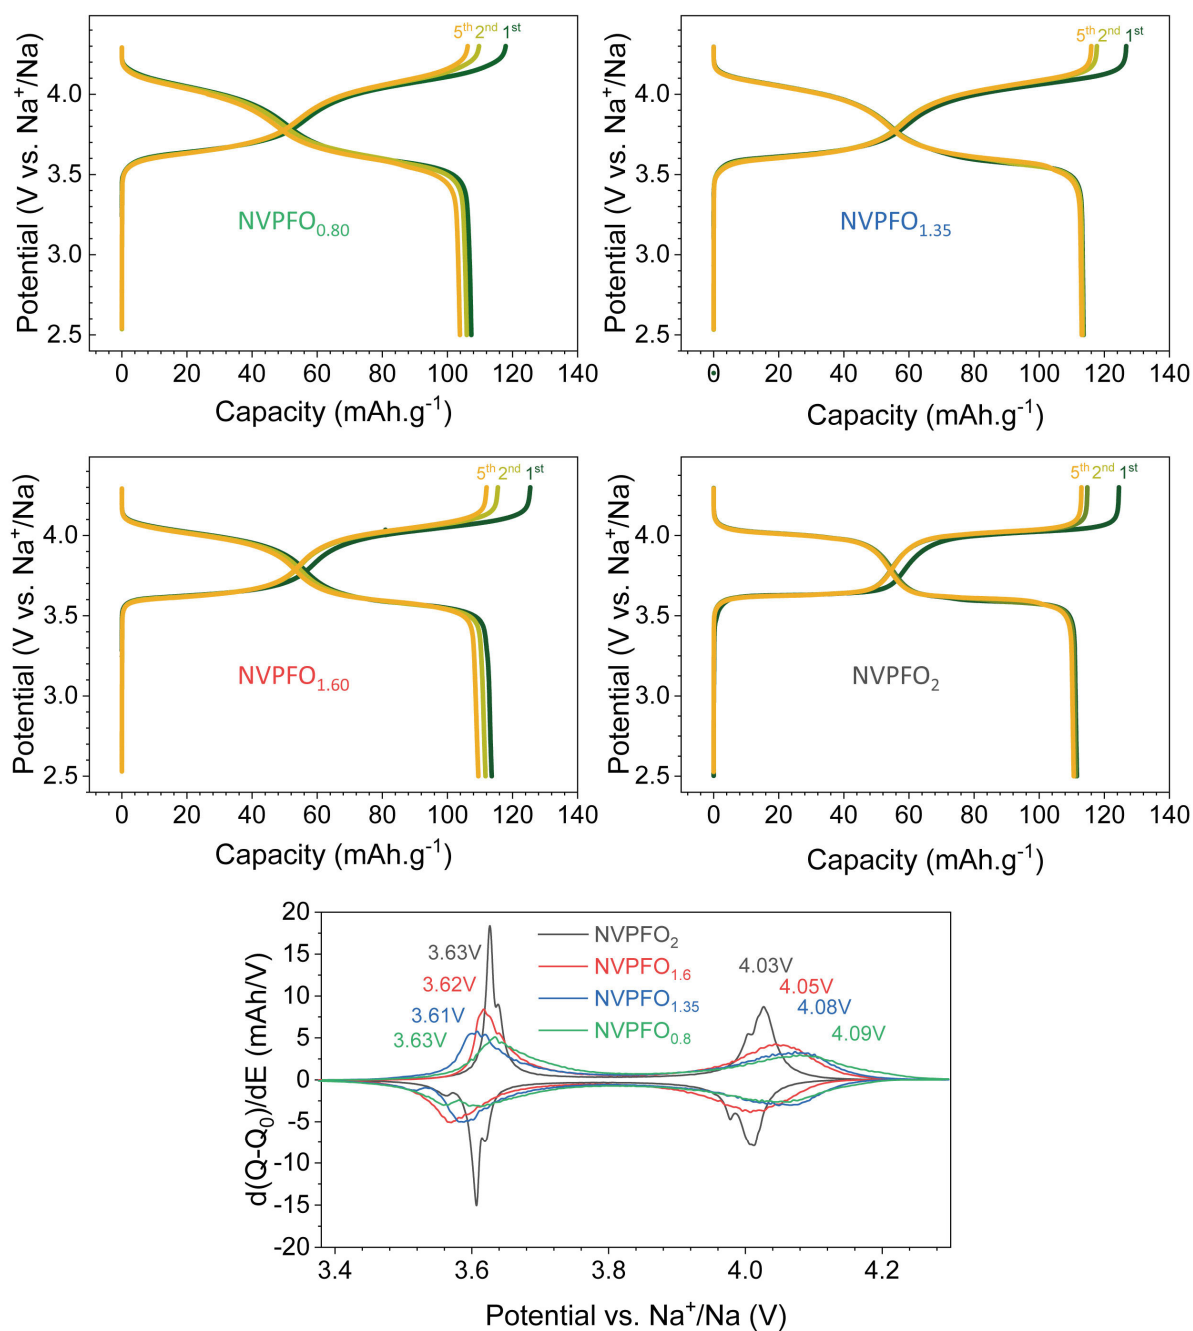 5th 2nd 1st
4.0
3.5
3.0
2.5
NVPFO0.80
Potential (V vs. Na+/Na)
0 20 40 60 80 100 120 140
Capacity (mAh.g-1)
5th 2nd 1st
4.0
3.5
3.0
2.5
NVPFO1.35
Potential (V vs. Na+/Na)
0 20 40 60 80 100 120 140
Capacity (mAh.g-1)
5th 2nd 1st
4.0
3.5
3.0
2.5
NVPFO1.60
Potential (V vs. Na+/Na)
0 20 40 60 80 100 120 140
Capacity (mAh.g-1)
5th 2nd 1st
4.0
3.5
3.0
2.5
NVPFO2
Potential (V vs. Na+/Na)
0 20 40 60 80 100 120 140
Capacity (mAh.g-1)
20
15
10
5
0
-5
-10
-15
-20
d(Q-Q0)/dE (mAh/V)
3.63V
3.62V
3.61V
3.63V
NVPFO2
NVPFO1.6
NVPFO1.35
NVPFO0.8
4.03V
4.05V
4.08V
4.09V
3.4 3.6 3.8 4.0 4.2
Potential vs. Na+/Na (V)